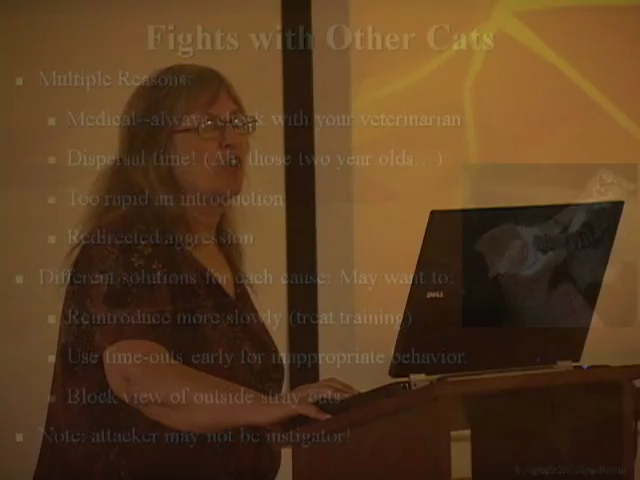 Fights with Other Cats
Multiple Reasons:
Medical--always check with your veterinarian
Dispersal time! (Ah, those two year olds...)
Too rapid an introduction
Redirected aggression
Different solutions for each cause: May want to:
Reintroduce more slowly (treat training)
Use time-outs early for inappropriate behavior
Block view of outside stray cats
Note: attacker may not be instigator!
DELL